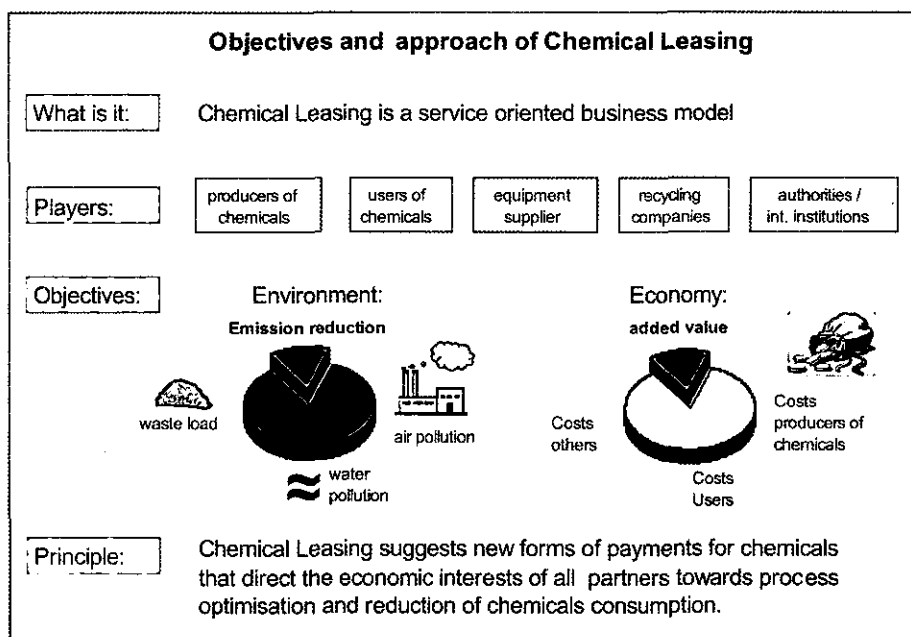 Objectives and approach of Chemical Leasing
What is it:
Chemical Leasing is a service oriented business model
Players:
producers of
chemicals
users of
chemicals
equipment
supplier
recycling
companies
authorities /
int. institutions
Objectives:
Environment:
Emission reduction
waste load
air pollution
water
pollution
Economy:
added value
Costs
others
Costs
producers of
chemicals
Costs
Users
Principle:
Chemical Leasing suggests new forms of payments for chemicals
that direct the economic interests of all partners towards process
optimisation and reduction of chemicals consumption.